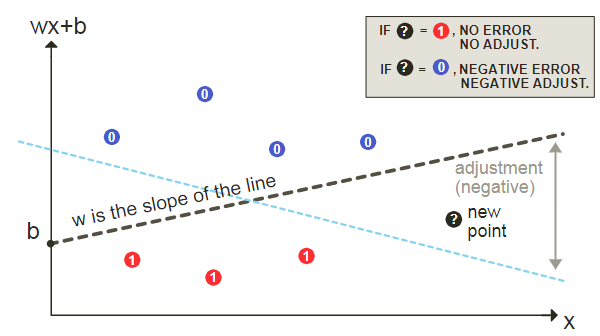 wx+b
IF ? = 1, NO ERROR
NO ADJUST.
IF ? = 0, NEGATIVE ERROR
NEGATIVE ADJUST.
0
0
0
0
adjustment
(negative)
w is the slope of the line
? new
point
b
1
1
1
x